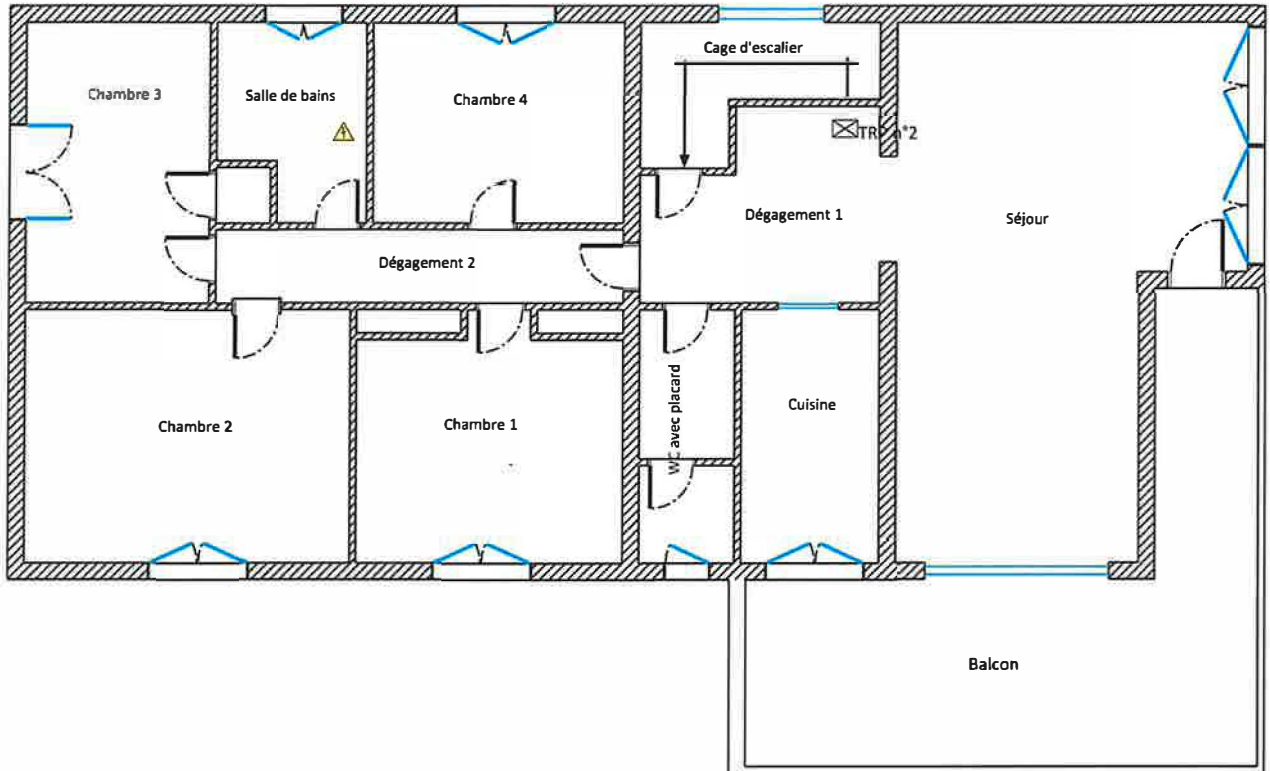 Cage d'escalier
Chambre 3
Salle de bains
Chambre 4
TRP n°2
Dégagement 1
Séjour
Dégagement 2
Chambre 2
Chambre 1
WC avec placard
Cuisine
Balcon